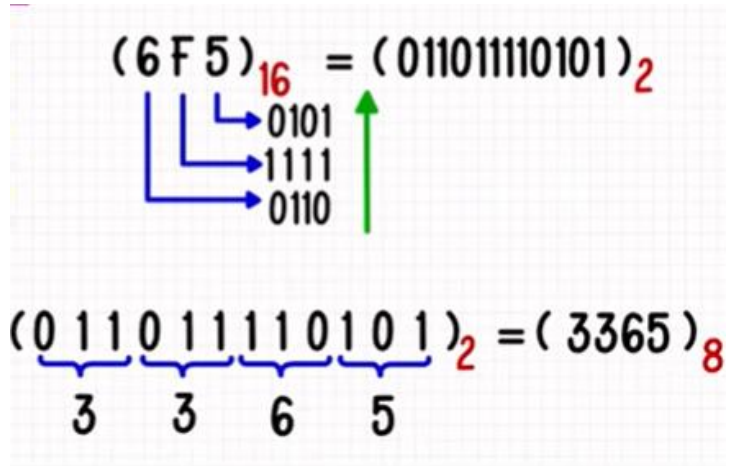 (6F5)₁₆ = (011011110101)₂
0101
1111
0110
(011011110101)₂ = (3365)₈
3 3 6 5